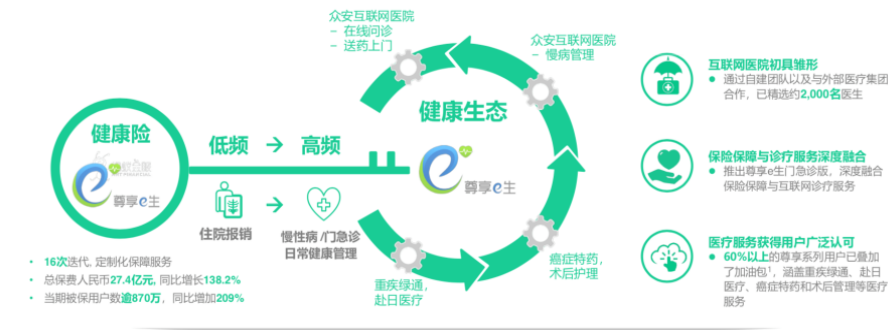 众安互联网医院
– 在线问诊
– 送药上门
众安互联网医院
– 慢病管理
健康险
尊享e生
低频 → 高频
住院报销
慢性病 /门急诊
日常健康管理
健康生态
尊享e生
重疾绿通,
赴日医疗
癌症特药，
术后护理
• 16次迭代, 定制化保障服务
• 总保费人民币27.4亿元, 同比增长138.2%
• 当期被保用户数逾870万，同比增加209%
互联网医院初具雏形
• 通过自建团队以及与外部医疗集团
合作，已精选约2,000名医生
保险保障与诊疗服务深度融合
• 推出尊享e生门急诊版，深度融合
保险保障与互联网诊疗服务
医疗服务获得用户广泛认可
• 60%以上的尊享系列用户已叠加
了加油包¹，涵盖重疾绿通、赴日
医疗、癌症特药和术后管理等医疗
服务